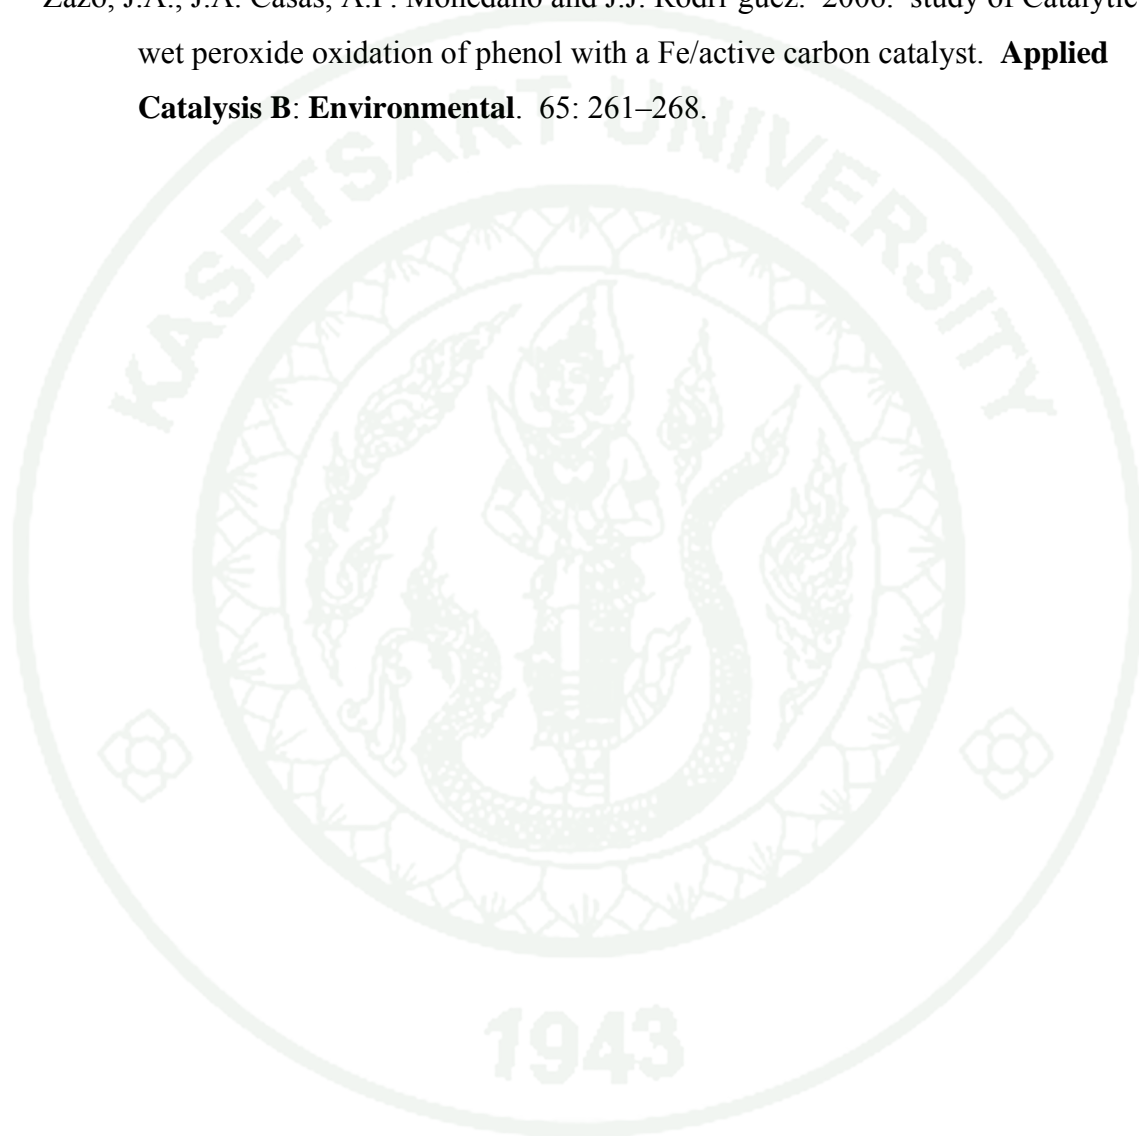 Zazo, J.A., J.A. Casas, A.F. Mohedano and J.J. Rodrı´guez. 2006. study of Catalytic
wet peroxide oxidation of phenol with a Fe/active carbon catalyst. Applied
Catalysis B: Environmental. 65: 261–268.
KASETSART UNIVERSITY
1943